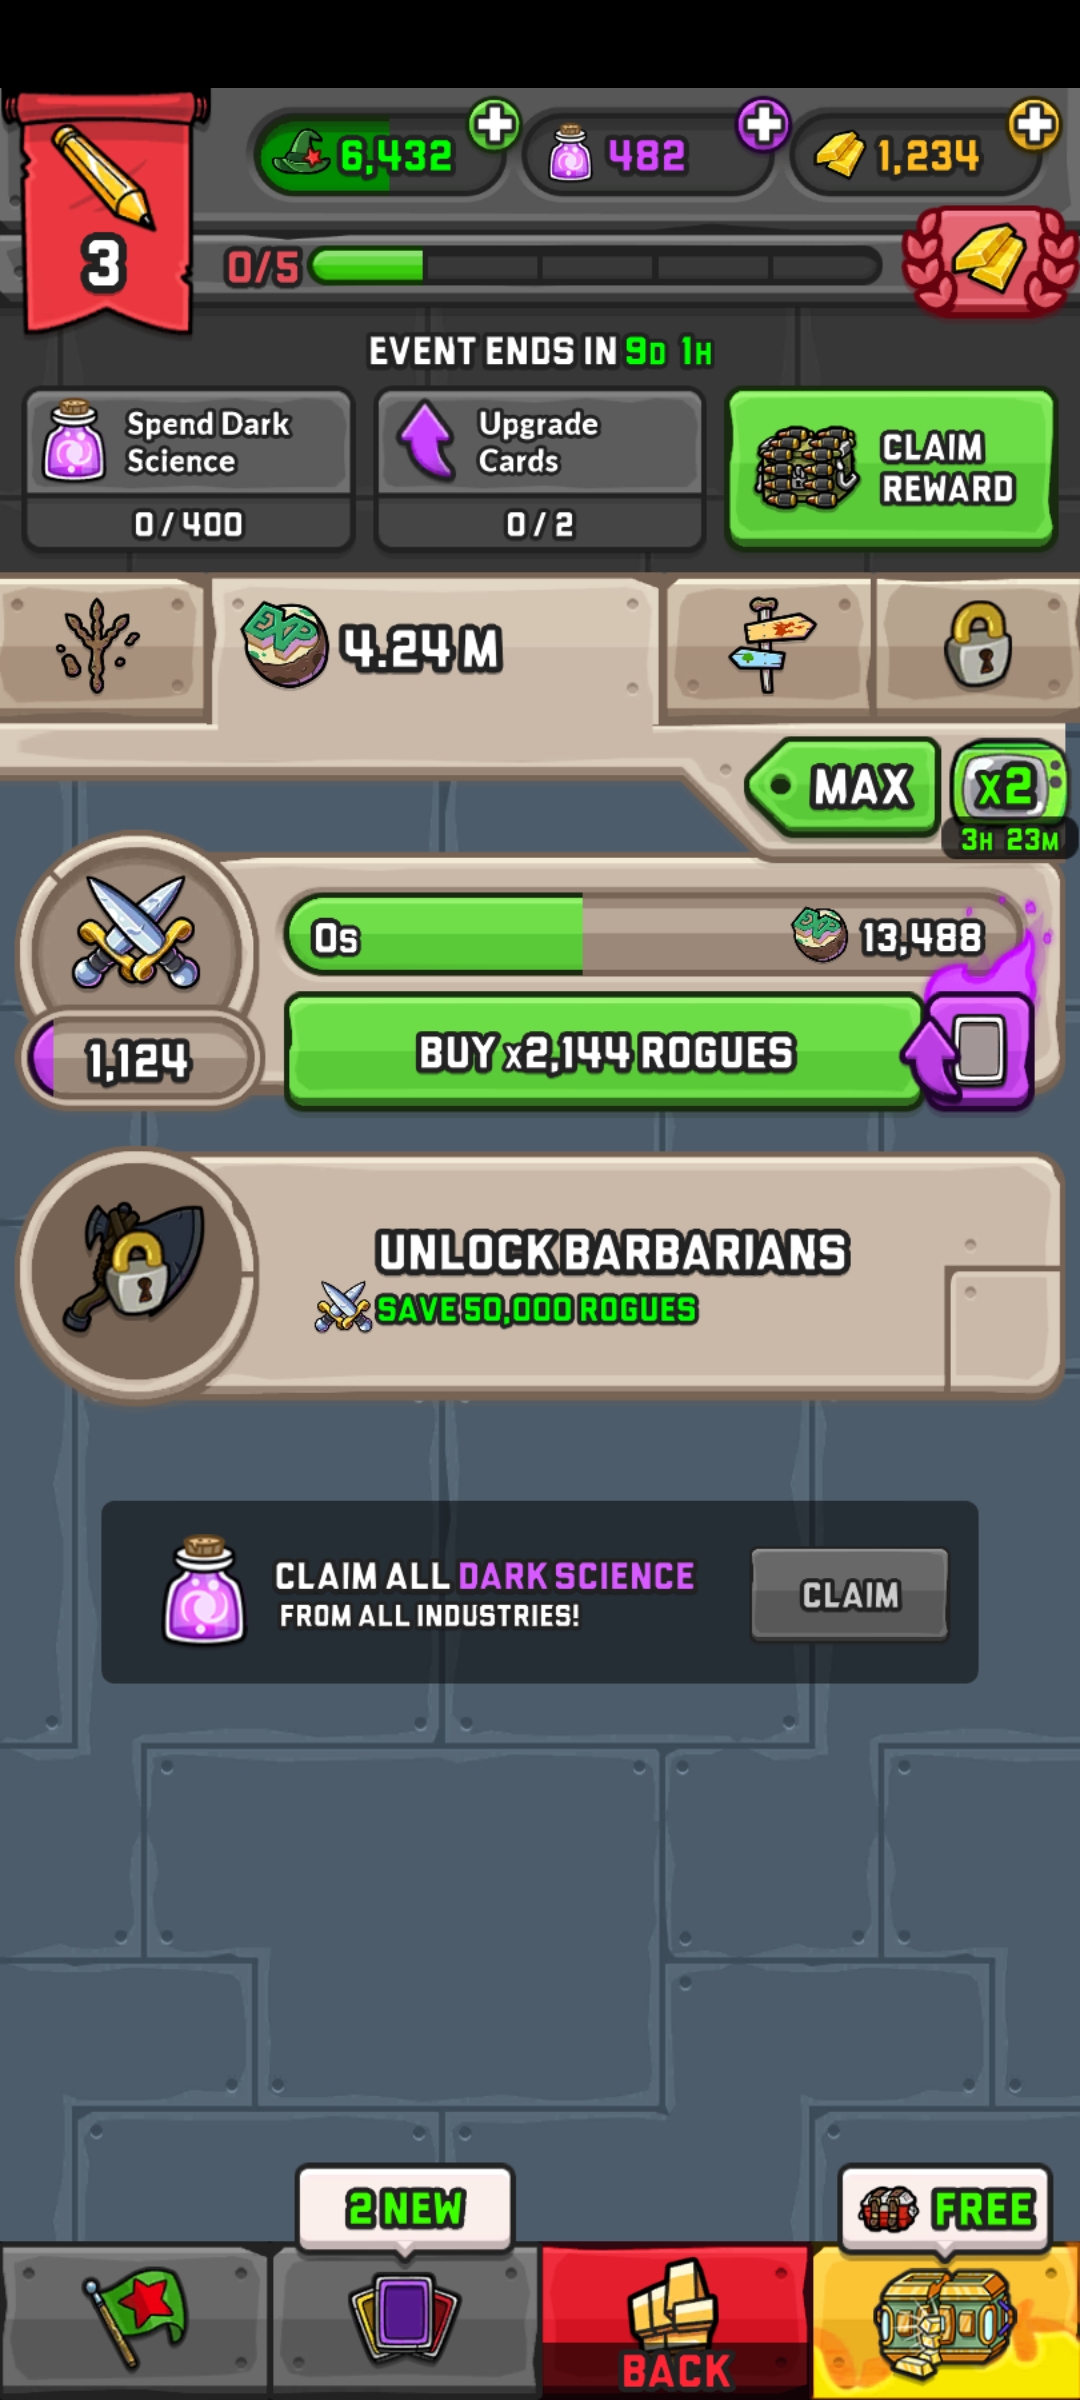 6,432
482
1,234
3
0/5
EVENT ENDS IN 9D 1H
Spend Dark
Science
0 / 400
Upgrade
Cards
0 / 2
CLAIM
REWARD
EXP
4.24 M
MAX
x2
3H 23M
0s
EXP
13,488
1,124
BUY x2,144 ROGUES
UNLOCK BARBARIANS
SAVE 50,000 ROGUES
CLAIM ALL DARK SCIENCE
FROM ALL INDUSTRIES!
CLAIM
2 NEW
FREE
BACK